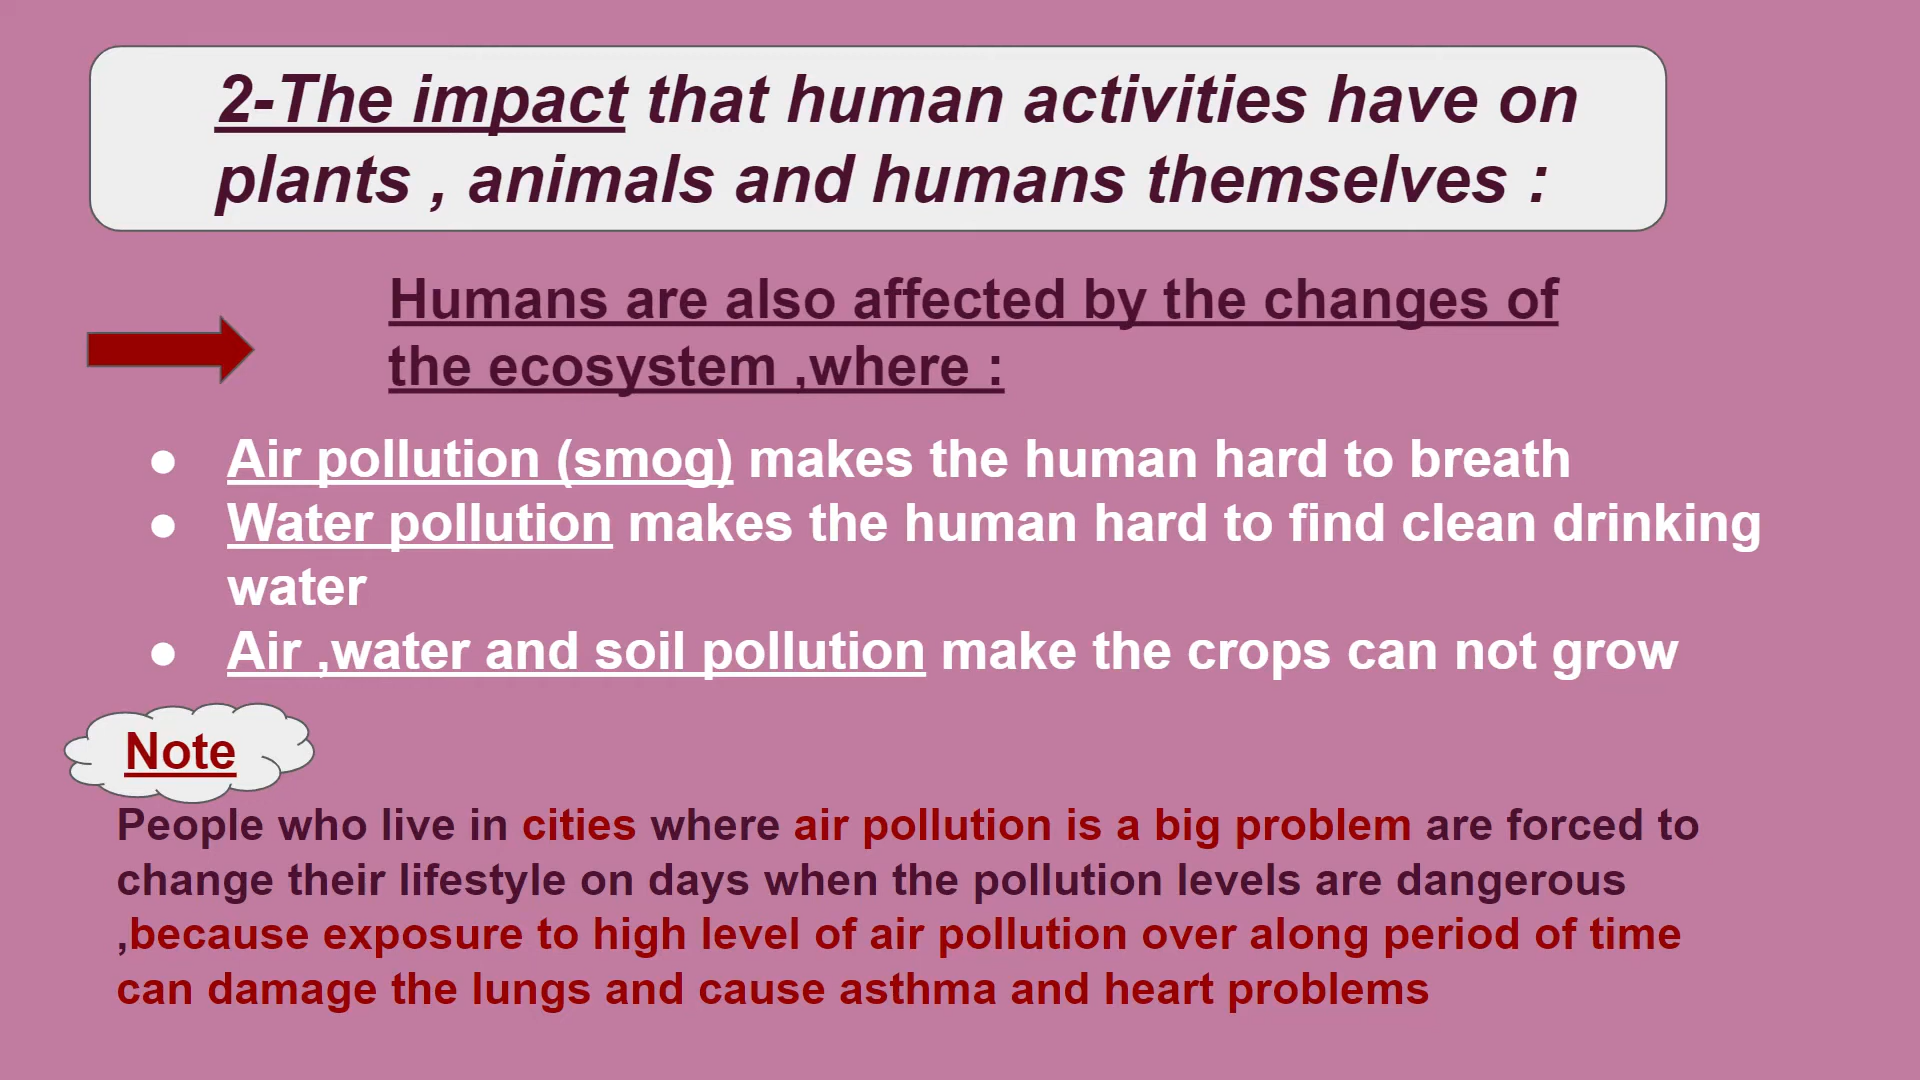 2-The impact that human activities have on
plants , animals and humans themselves :
Humans are also affected by the changes of
the ecosystem ,where :
● Air pollution (smog) makes the human hard to breath
● Water pollution makes the human hard to find clean drinking
water
● Air ,water and soil pollution make the crops can not grow
Note
People who live in cities where air pollution is a big problem are forced to
change their lifestyle on days when the pollution levels are dangerous
,because exposure to high level of air pollution over along period of time
can damage the lungs and cause asthma and heart problems